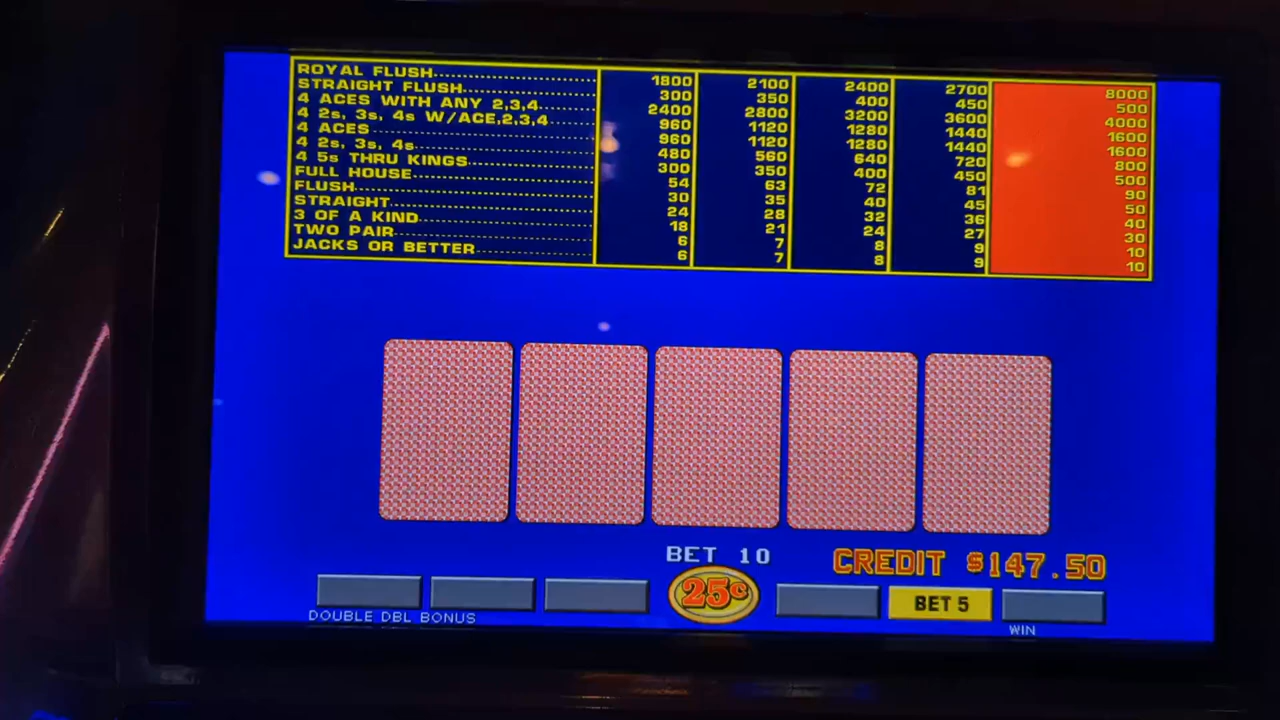 ROYAL FLUSH 1800 2100 2400 2700 8000
STRAIGHT FLUSH 300 350 400 450 500
4 ACES WITH ANY 2,3,4 2400 2800 3200 3600 4000
4 2s, 3s, 4s W/ACE,2,3,4 960 1120 1280 1440 1600
4 ACES 960 1120 1280 1440 1600
4 2s, 3s, 4s 480 560 640 720 800
4 5s THRU KINGS 300 350 400 450 500
FULL HOUSE 54 63 72 81 90
FLUSH 30 35 40 45 50
STRAIGHT 24 28 32 36 40
3 OF A KIND 18 21 24 27 30
TWO PAIR 6 7 8 9 10
JACKS OR BETTER 6 7 8 9 10
BET 10 CREDIT $147.50
25¢ BET 5
DOUBLE DBL BONUS WIN